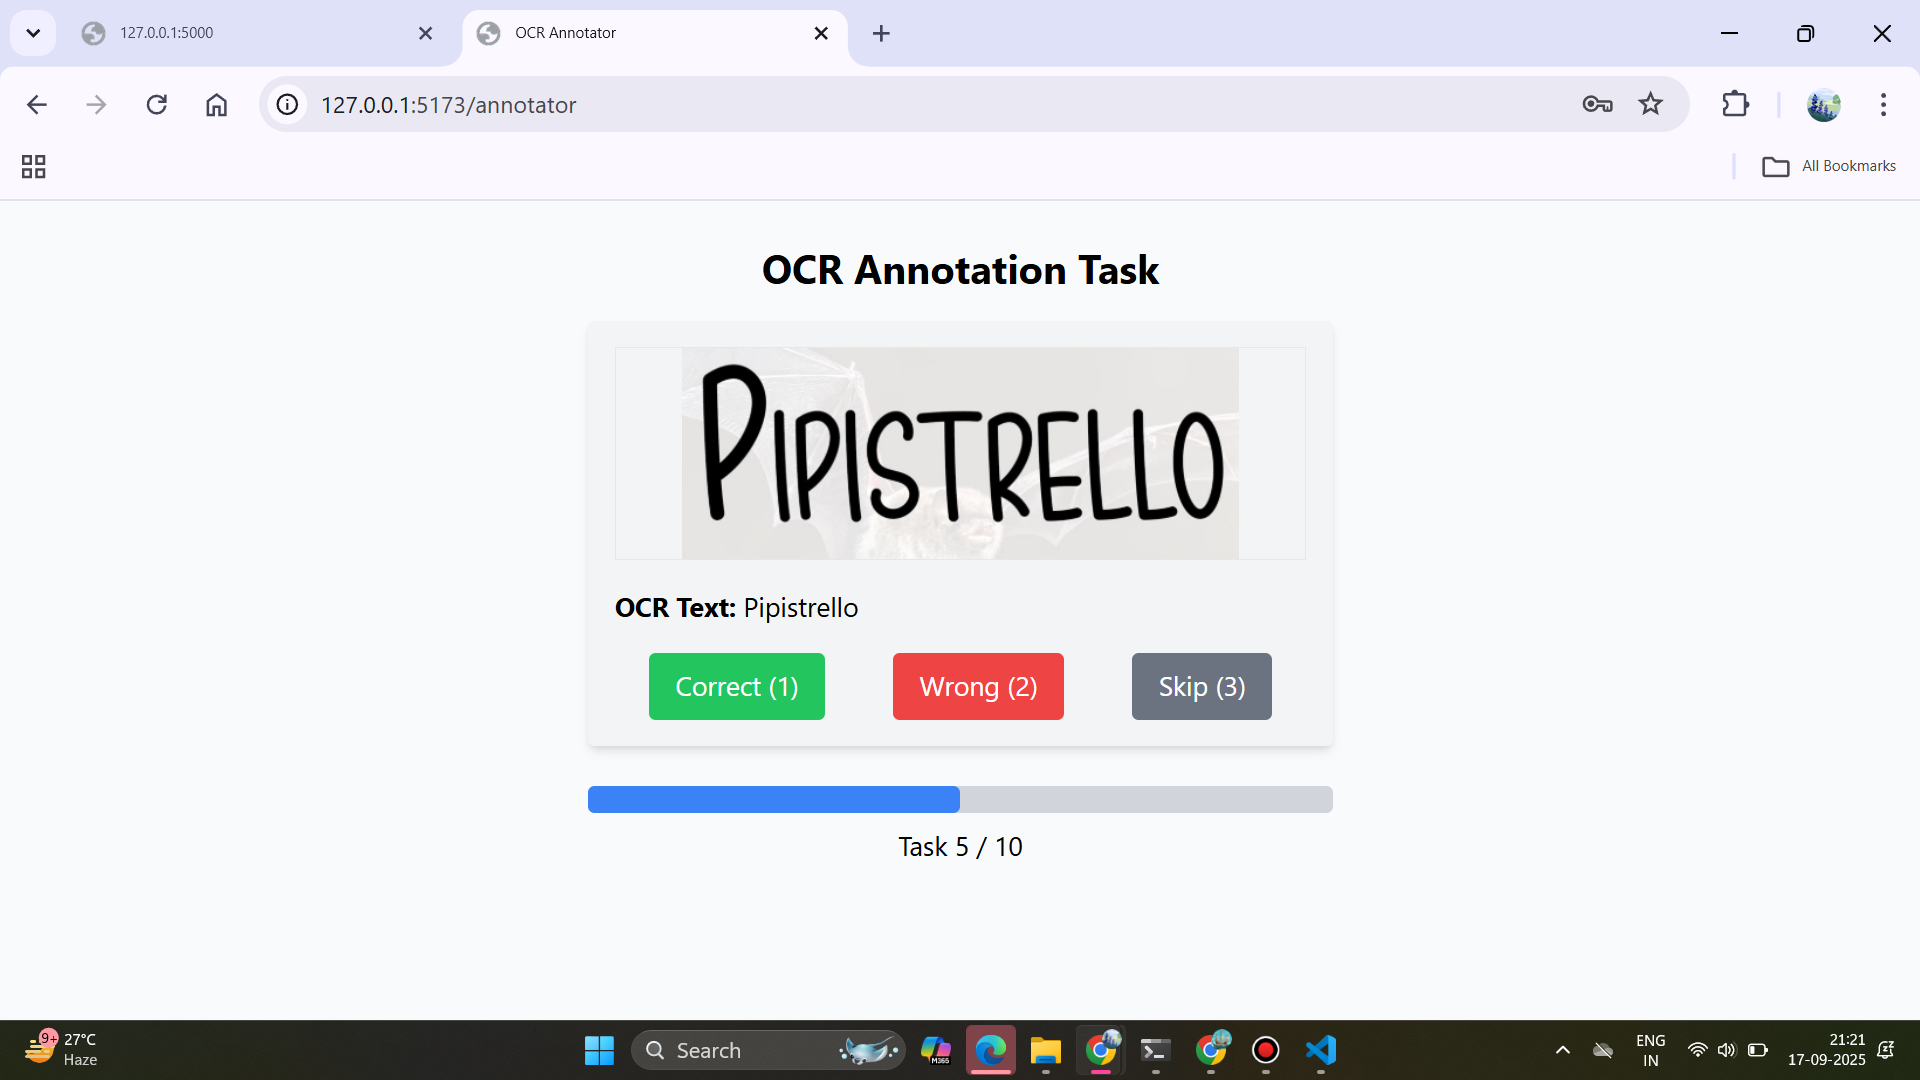 127.0.0.1:5000
OCR Annotator
127.0.0.1:5173/annotator
All Bookmarks
OCR Annotation Task
PIPISTRELLO
OCR Text: Pipistrello
Correct (1)
Wrong (2)
Skip (3)
Task 5 / 10
9+
27°C
Haze
Search
M365
ENG
IN
21:21
17-09-2025